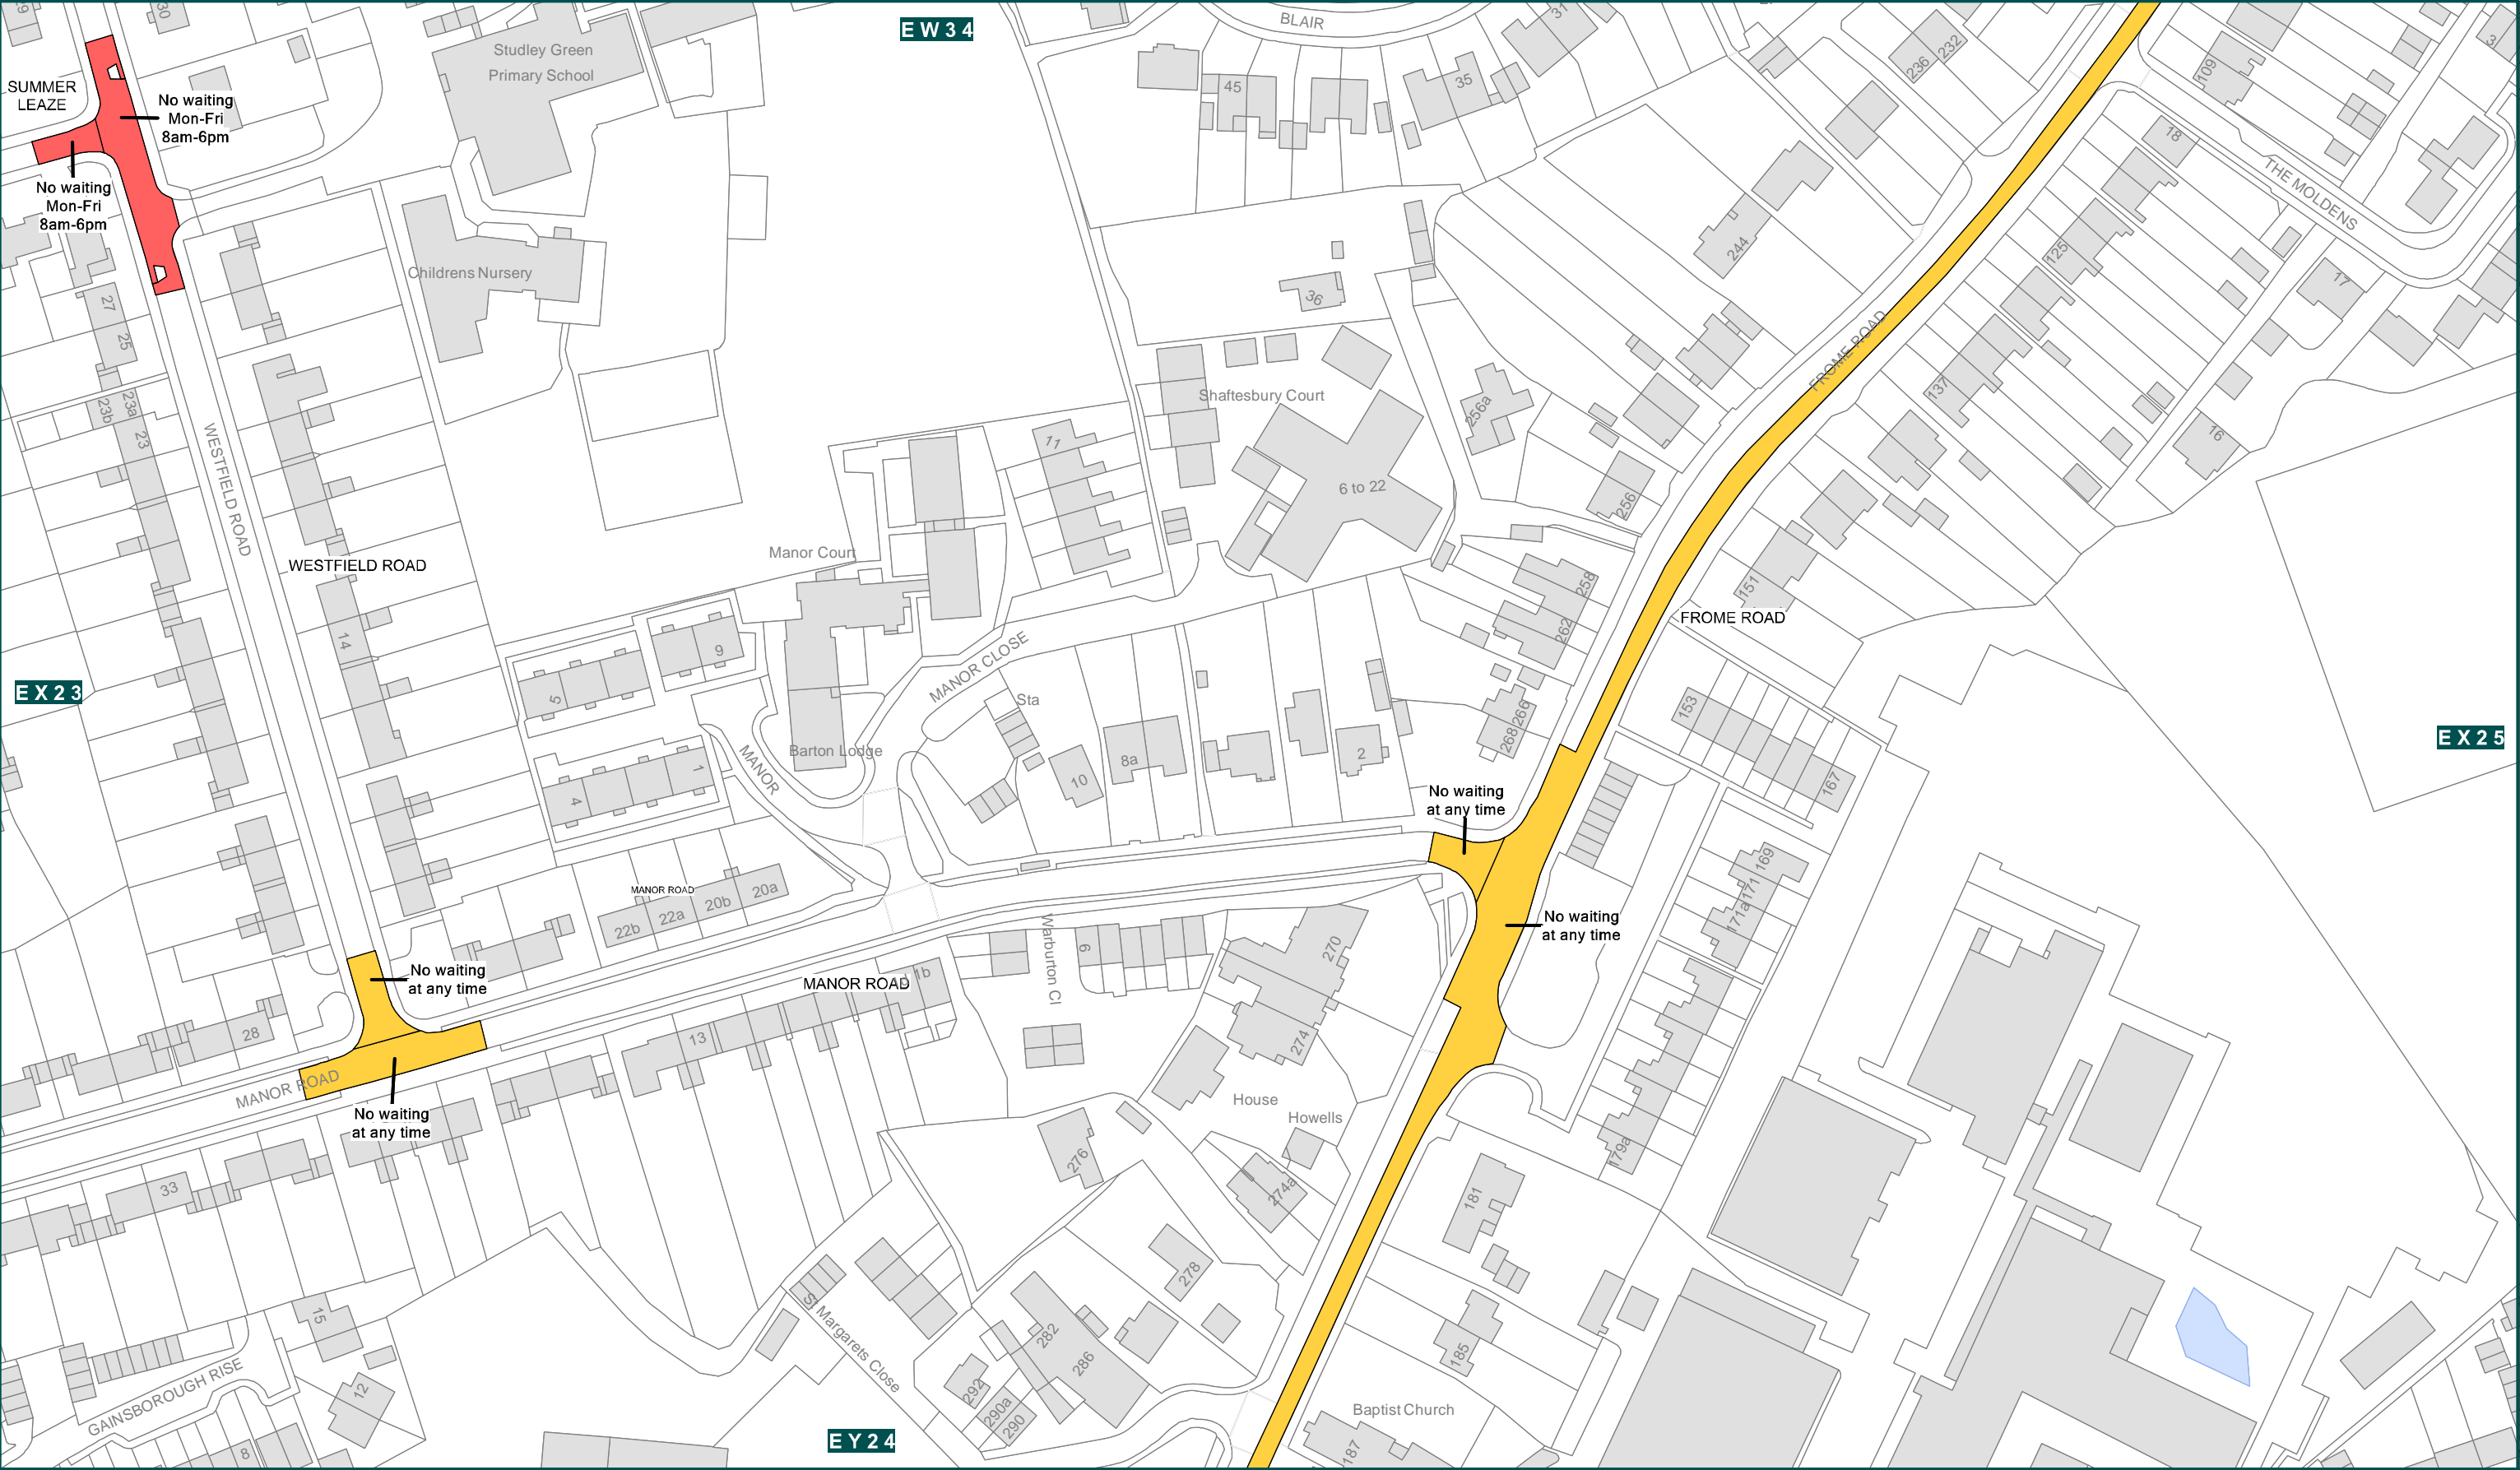 29
30
Studley Green
Primary School
EW34
BLAIR
31
45
35
236
232
109
3
SUMMER
LEAZE
No waiting
Mon-Fri
8am-6pm
No waiting
Mon-Fri
8am-6pm
18
THE MOLDENS
244
125
17
Childrens Nursery
36
27
25
FROME ROAD
137
16
23b
23a
23
WESTFIELD ROAD
Shaftesbury Court
256a
11
6 to 22
256
Manor Court
WESTFIELD ROAD
14
151
258
262
FROME ROAD
9
5
MANOR CLOSE
Sta
EX23
153
266
268
EX25
Barton Lodge
MANOR
1
4
10
8a
2
167
No waiting
at any time
MANOR ROAD
22b
22a
20b
20a
169
171
171a
Warburton Cl
6
270
No waiting
at any time
No waiting
at any time
MANOR ROAD
1b
28
13
274
MANOR ROAD
No waiting
at any time
House
Howells
276
274a
179a
33
181
278
15
St Margarets Close
282
286
185
GAINSBOROUGH RISE
12
292
290a
290
8
EY24
Baptist Church
187